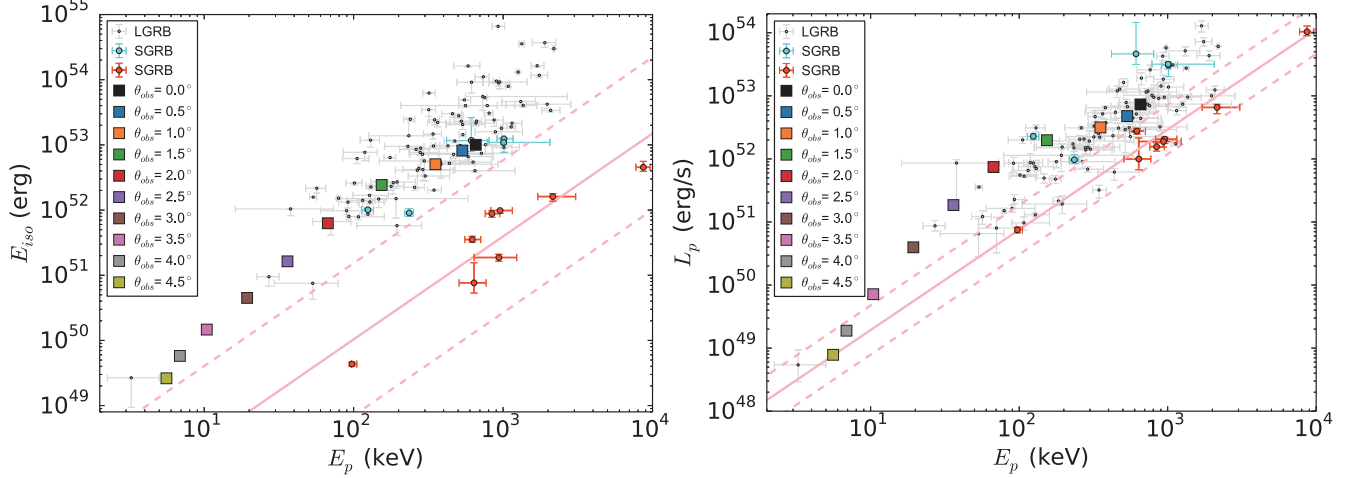 10^55
10^54
10^53
10^52
10^51
10^50
10^49
E_iso (erg)
LGRB
SGRB
SGRB
θ_obs = 0.0°
θ_obs = 0.5°
θ_obs = 1.0°
θ_obs = 1.5°
θ_obs = 2.0°
θ_obs = 2.5°
θ_obs = 3.0°
θ_obs = 3.5°
θ_obs = 4.0°
θ_obs = 4.5°
10^1 10^2 10^3 10^4
E_p (keV)
10^54
10^53
10^52
10^51
10^50
10^49
10^48
L_p (erg/s)
LGRB
SGRB
SGRB
θ_obs = 0.0°
θ_obs = 0.5°
θ_obs = 1.0°
θ_obs = 1.5°
θ_obs = 2.0°
θ_obs = 2.5°
θ_obs = 3.0°
θ_obs = 3.5°
θ_obs = 4.0°
θ_obs = 4.5°
10^1 10^2 10^3 10^4
E_p (keV)